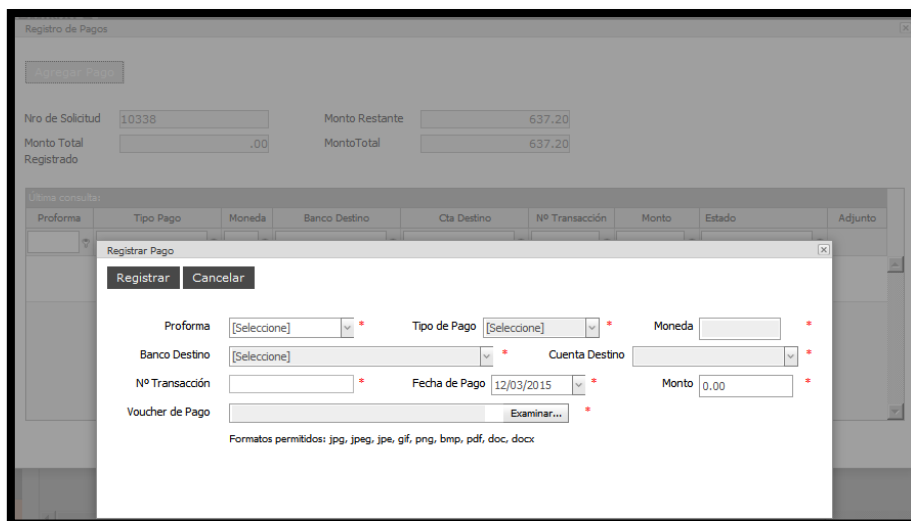 Registro de Pagos
Agregar Pago
Nro de Solicitud 10338 Monto Restante 637.20
Monto Total Registrado .00 MontoTotal 637.20
Última consulta:
Proforma Tipo Pago Moneda Banco Destino Cta Destino Nº Transacción Monto Estado Adjunto
Registrar Pago
Registrar Cancelar
Proforma [Seleccione] * Tipo de Pago [Seleccione] * Moneda *
Banco Destino [Seleccione] * Cuenta Destino *
Nº Transacción * Fecha de Pago 12/03/2015 * Monto 0.00 *
Voucher de Pago Examinar... *
Formatos permitidos: jpg, jpeg, jpe, gif, png, bmp, pdf, doc, docx